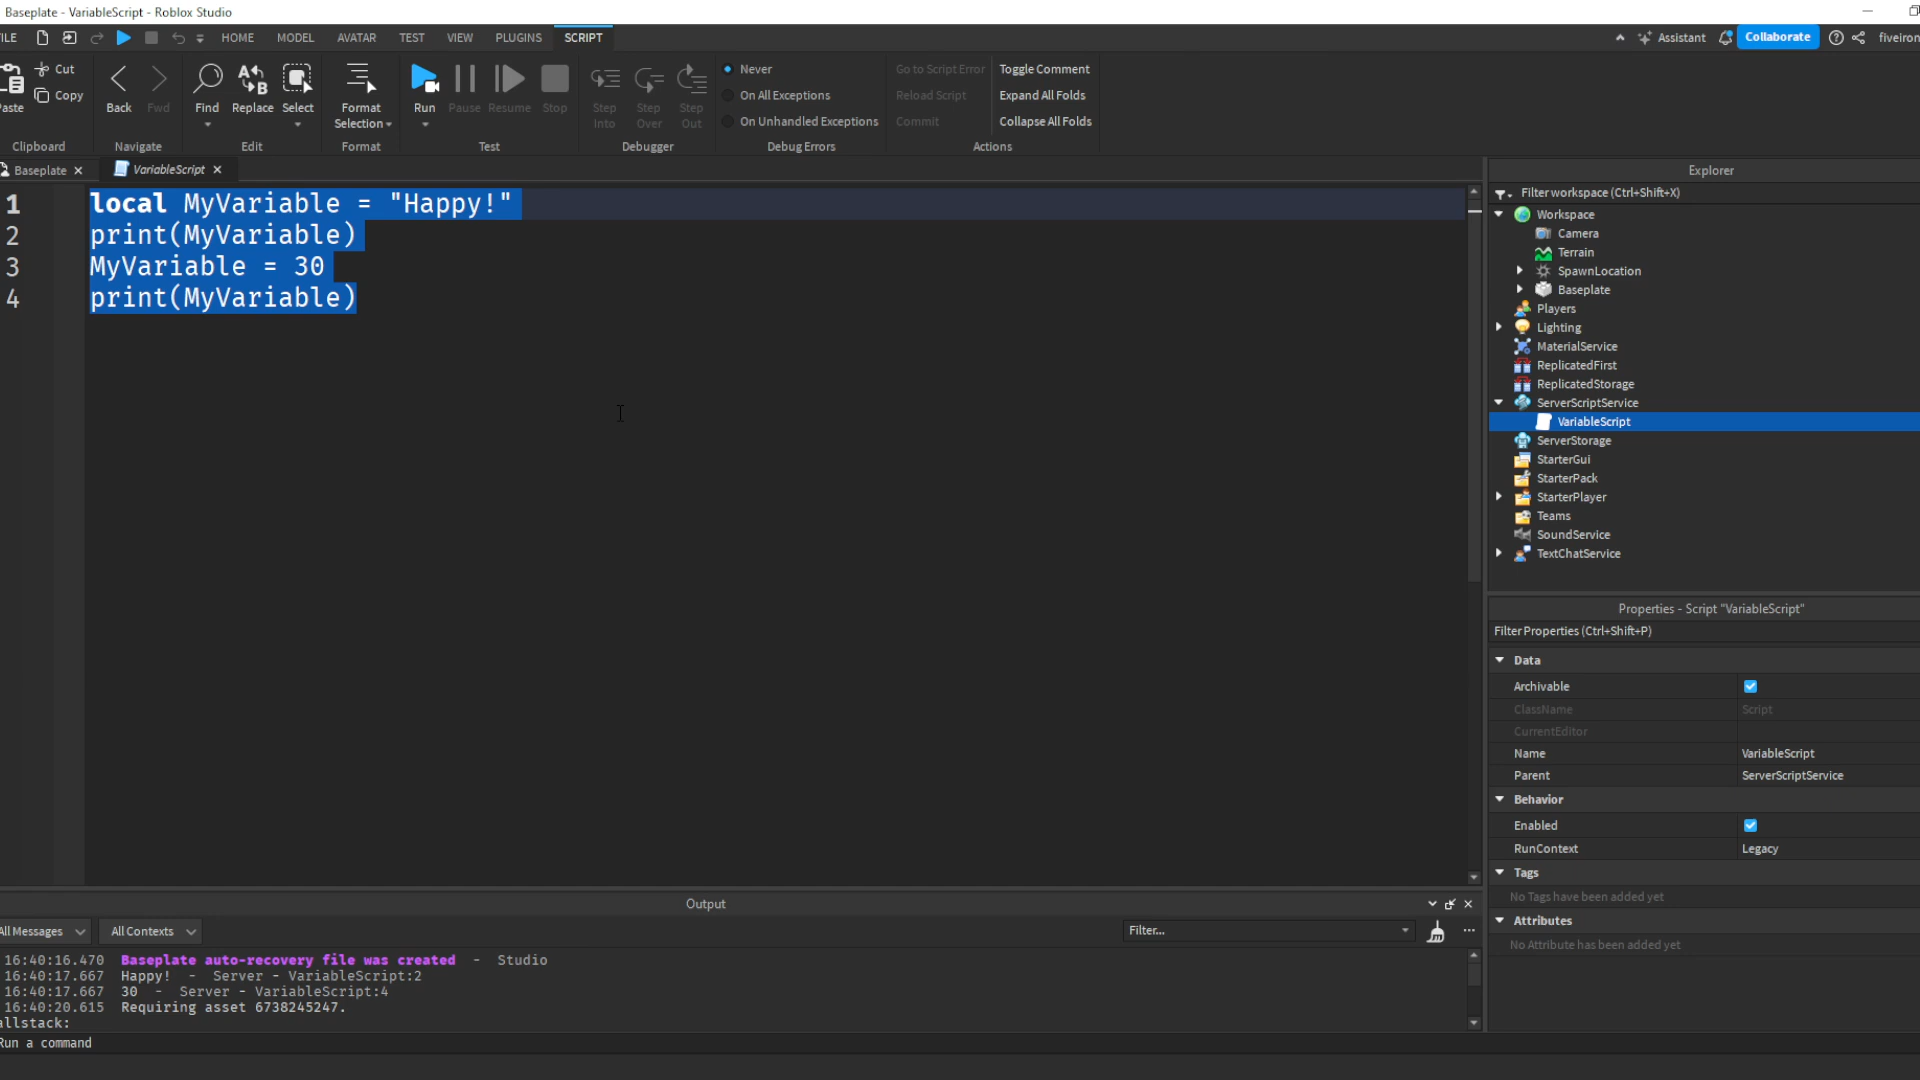 Baseplate - VariableScript - Roblox Studio
ILE HOME MODEL AVATAR TEST VIEW PLUGINS SCRIPT Assistant Collaborate fiveiron
aste Cut Copy Back Fwd Find Replace Select Format Selection Run Pause Resume Stop Step Into Step Over Step Out
Never
On All Exceptions
On Unhandled Exceptions
Go to Script Error
Reload Script
Commit
Toggle Comment
Expand All Folds
Collapse All Folds
Clipboard Navigate Edit Format Test Debugger Debug Errors Actions
Baseplate VariableScript
1 local MyVariable = "Happy!"
2 print(MyVariable)
3 MyVariable = 30
4 print(MyVariable)
Explorer
Filter workspace (Ctrl+Shift+X)
Workspace
Camera
Terrain
SpawnLocation
Baseplate
Players
Lighting
MaterialService
ReplicatedFirst
ReplicatedStorage
ServerScriptService
VariableScript
ServerStorage
StarterGui
StarterPack
StarterPlayer
Teams
SoundService
TextChatService
Properties - Script "VariableScript"
Filter Properties (Ctrl+Shift+P)
Data
Archivable
ClassName Script
CurrentEditor
Name VariableScript
Parent ServerScriptService
Behavior
Enabled
RunContext Legacy
Tags
No Tags have been added yet
Attributes
No Attribute has been added yet
Output
All Messages All Contexts Filter...
16:40:16.470 Baseplate auto-recovery file was created - Studio
16:40:17.667 Happy! - Server - VariableScript:2
16:40:17.667 30 - Server - VariableScript:4
16:40:20.615 Requiring asset 6738245247.
allstack:
Run a command